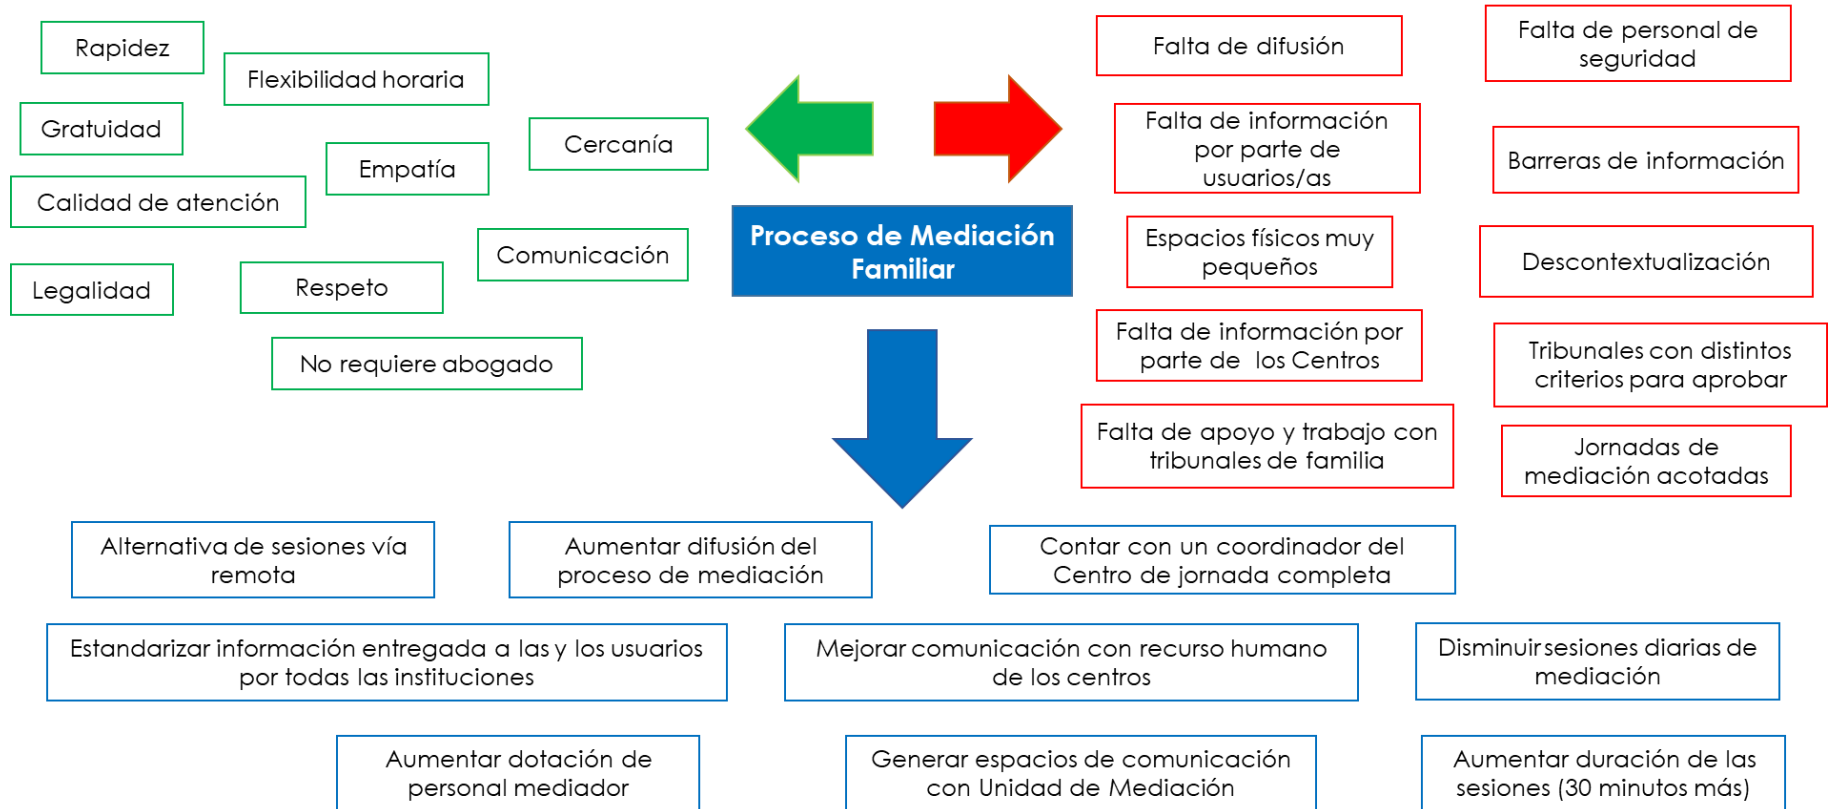 Rapidez
Flexibilidad horaria
Gratuidad
Cercanía
Empatía
Calidad de atención
Comunicación
Legalidad
Respeto
No requiere abogado
Proceso de Mediación
Familiar
Falta de difusión
Falta de personal de
seguridad
Falta de información
por parte de
usuarios/as
Barreras de información
Espacios físicos muy
pequeños
Descontextualización
Falta de información por
parte de los Centros
Tribunales con distintos
criterios para aprobar
Falta de apoyo y trabajo con
tribunales de familia
Jornadas de
mediación acotadas
Alternativa de sesiones vía
remota
Aumentar difusión del
proceso de mediación
Contar con un coordinador del
Centro de jornada completa
Estandarizar información entregada a las y los usuarios
por todas las instituciones
Mejorar comunicación con recurso humano
de los centros
Disminuir sesiones diarias de
mediación
Aumentar dotación de
personal mediador
Generar espacios de comunicación
con Unidad de Mediación
Aumentar duración de las
sesiones (30 minutos más)